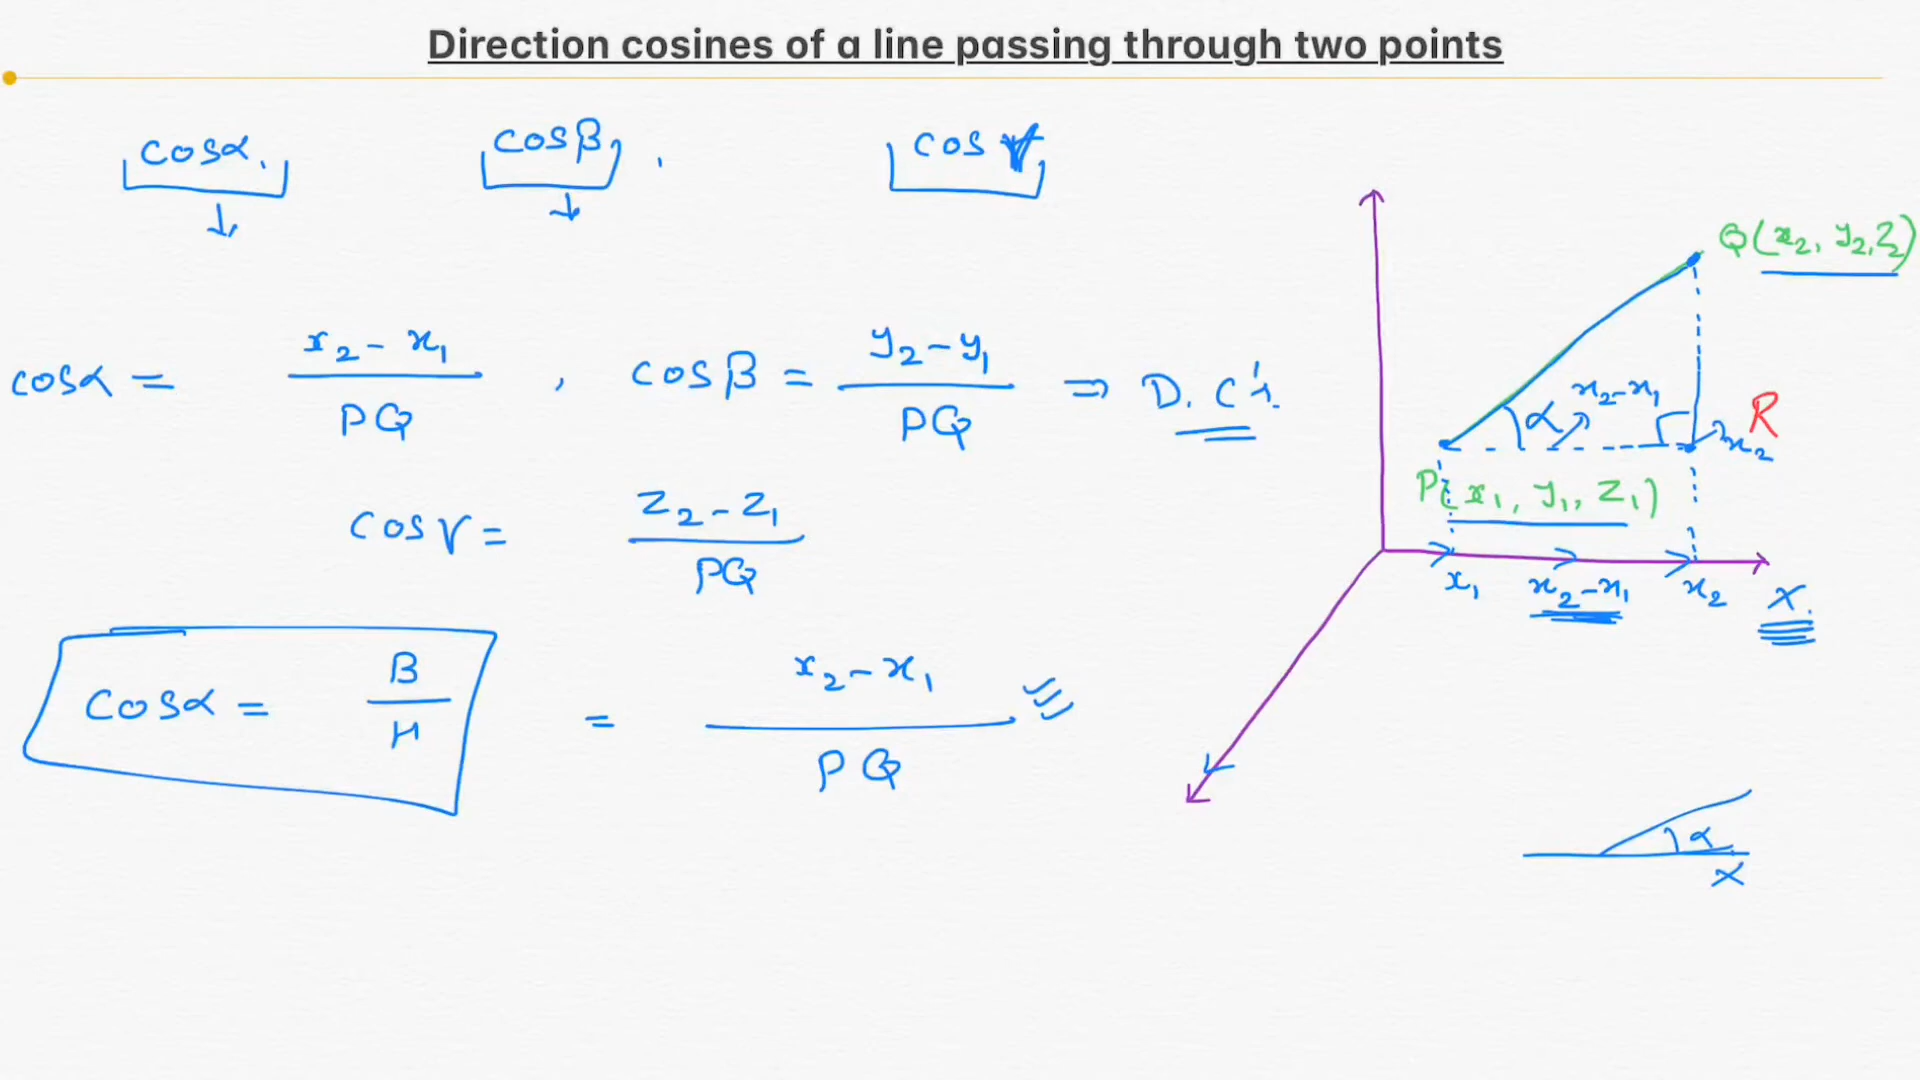 Direction cosines of a line passing through two points
cosα, cosβ, cosγ
cosα = x₂ - x₁ / PQ , cosβ = y₂ - y₁ / PQ ⇒ D.C's.
cosγ = z₂ - z₁ / PQ
cosα = B / H = x₂ - x₁ / PQ
Q(x₂, y₂, z₂)
x₂ - x₁
α
R
x₂
P(x₁, y₁, z₁)
x₁
x₂ - x₁
x₂
X.
α
X